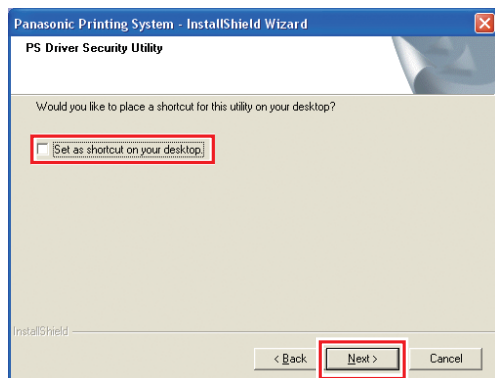 Panasonic Printing System - InstallShield Wizard
PS Driver Security Utility
Would you like to place a shortcut for this utility on your desktop?
Set as shortcut on your desktop.
InstallShield
< Back Next > Cancel